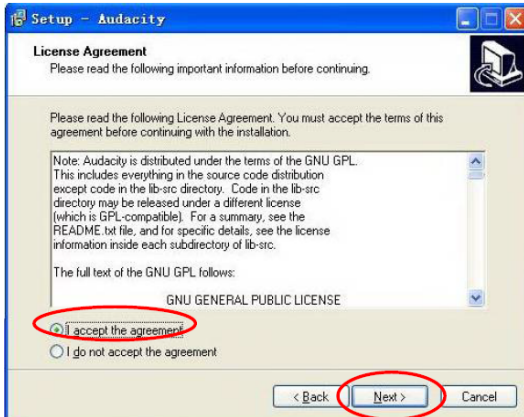 Setup - Audacity
License Agreement
Please read the following important information before continuing.
Please read the following License Agreement. You must accept the terms of this
agreement before continuing with the installation.
Note: Audacity is distributed under the terms of the GNU GPL.
This includes everything in the source code distribution
except code in the lib-src directory. Code in the lib-src
directory may be released under a different license
(which is GPL-compatible). For a summary, see the
README.txt file, and for specific details, see the license
information inside each subdirectory of lib-src.
The full text of the GNU GPL follows:
GNU GENERAL PUBLIC LICENSE
I accept the agreement
I do not accept the agreement
< Back
Next >
Cancel